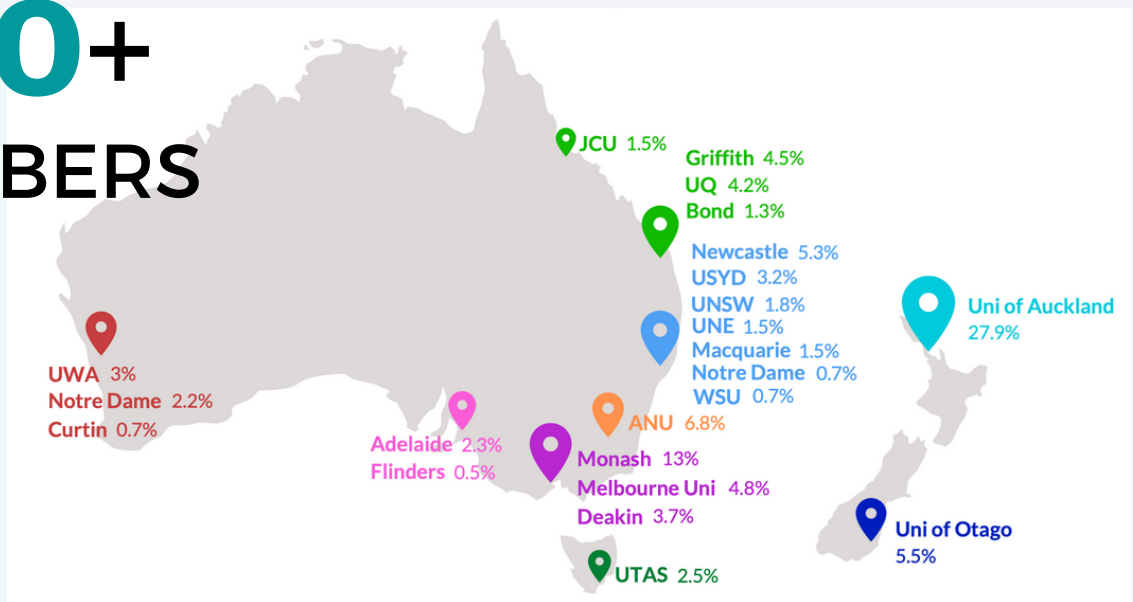 0+
BERS
JCU 1.5%
Griffith 4.5%
UQ 4.2%
Bond 1.3%
Newcastle 5.3%
USYD 3.2%
UNSW 1.8%
UNE 1.5%
Macquarie 1.5%
Notre Dame 0.7%
WSU 0.7%
Uni of Auckland
27.9%
UWA 3%
Notre Dame 2.2%
Curtin 0.7%
Adelaide 2.3%
Flinders 0.5%
ANU 6.8%
Monash 13%
Melbourne Uni 4.8%
Deakin 3.7%
Uni of Otago
5.5%
UTAS 2.5%